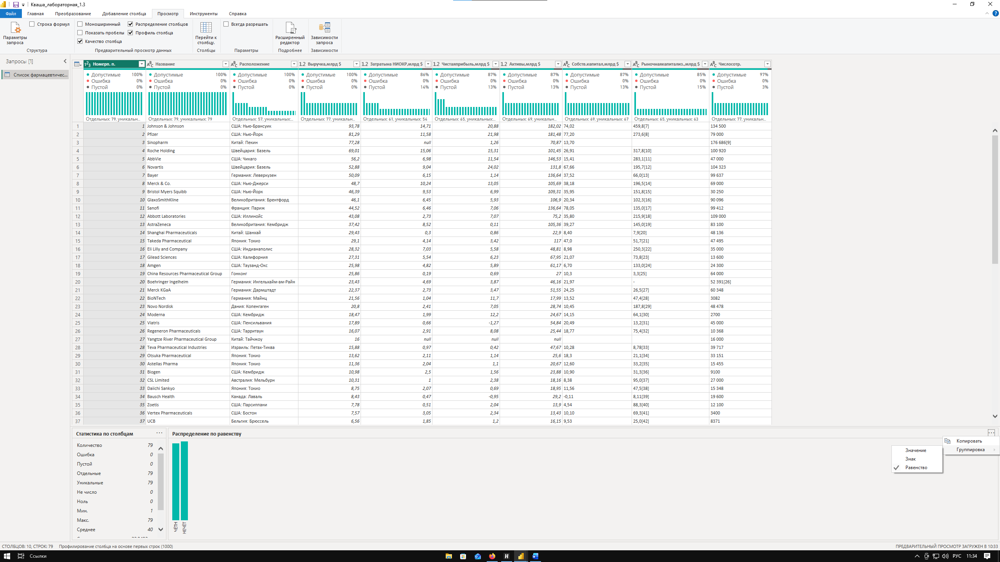 Кваша_лабораторная_1.3
Файл Главная Преобразование Добавление столбца Просмотр Инструменты Справка
Параметры запроса
Строка формул
Структура
Моноширинный
Показать пробелы
Качество столбца
Распределение столбцов
Профиль столбца
Предварительный просмотр данных
Перейти к столбцу.
Столбцы
Всегда разрешать
Параметры
Расширенный редактор
Подробнее
Зависимости запроса
Зависимости
Запросы [1]
Список фармацевтичес...
Номерп. п. Название Расположение Выручка,млрд $ Затратына НИОКР,млрд $ Чистаяприбыль,млрд $ Активы,млрд $ Собств.капитал,млрд $ Рыночнаякапитализ.,млрд $ Числосотр.
Допустимые 100% Допустимые 100% Допустимые 100% Допустимые 100% Допустимые 86% Допустимые 87% Допустимые 87% Допустимые 87% Допустимые 85% Допустимые 97%
Ошибка 0% Ошибка 0% Ошибка 0% Ошибка 0% Ошибка 0% Ошибка 0% Ошибка 0% Ошибка 0% Ошибка 0% Ошибка 0%
Пустой 0% Пустой 0% Пустой 0% Пустой 0% Пустой 14% Пустой 13% Пустой 13% Пустой 13% Пустой 15% Пустой 3%
Отдельных: 79, уникальн... Отдельных: 79, уникальных: 79 Отдельных: 57, уникальных:... Отдельных: 77, уникальн... Отдельных: 61, уникальных: 54 Отдельных: 65, уникальных:... Отдельных: 69, уникальн... Отдельных: 69, уникальных: 67 Отдельных: 65, уникальных: 63 Отдельных: 77, уникальн...
1 1 Johnson & Johnson США: Нью-Брансуик 93,78 14,71 20,88 182,02 74,02 459,8[7] 134 500
2 2 Pfizer США: Нью-Йорк 81,29 11,58 21,98 181,48 77,20 273,6[8] 79 000
3 3 Sinopharm Китай: Пекин 77,28 null 1,26 70,87 13,70 176 686[9]
4 4 Roche Holding Швейцария: Базель 69,01 15,06 15,31 101,45 26,91 317,8[10] 100 920
5 5 AbbVie США: Чикаго 56,2 6,98 11,54 146,53 15,41 283,1[11] 47 000
6 6 Novartis Швейцария: Базель 52,88 9,04 24,02 131,8 67,66 195,7[12] 104 323
7 7 Bayer Германия: Леверкузен 50,09 6,15 1,14 136,64 37,52 66,0[13] 99 637
8 8 Merck & Co. США: Нью-Джерси 48,7 10,24 13,05 105,69 38,18 196,5[14] 69 000
9 9 Bristol Myers Squibb США: Нью-Йорк 46,39 9,53 6,99 109,31 35,95 151,8[15] 30 250
10 10 GlaxoSmithKline Великобритания: Брентфорд 46,1 6,45 5,93 106,9 20,34 102,3[16] 90 096
11 11 Sanofi Франция: Париж 44,52 6,46 7,06 136,64 78,05 135,0[17] 99 412
12 12 Abbott Laboratories США: Иллинойс 43,08 2,73 7,07 75,2 35,80 215,9[18] 109 000
13 13 AstraZeneca Великобритания: Кембридж 37,42 8,52 0,11 105,36 39,27 145,0[19] 83 100
14 14 Shanghai Pharmaceuticals Китай: Шанхай 29,43 0,3 0,86 22,9 8,40 7,9[20] 48 136
15 15 Takeda Pharmaceutical Япония: Токио 29,1 4,14 3,42 117 47,0 51,7[21] 47 495
16 16 Eli Lilly and Company США: Индианаполис 28,32 7,03 5,58 48,81 8,98 250,3[22] 35 000
17 17 Gilead Sciences США: Калифорния 27,31 5,54 6,23 67,95 21,07 73,8[23] 13 600
18 18 Amgen США: Таузанд-Окс 25,98 4,82 5,89 61,17 6,70 133,0[24] 24 300
19 19 China Resources Pharmaceutical Group Гонконг 25,86 0,19 0,69 27 10,3 3,3[25] 64 000
20 20 Boehringer Ingelheim Германия: Ингельхайм-ам-Райн 23,43 4,69 3,87 46,16 21,97 - 52 391[26]
21 21 Merck KGaA Германия: Дармштадт 22,37 2,73 3,47 51,55 24,25 26,5[27] 60 348
22 22 BioNTech Германия: Майнц 21,56 1,04 11,7 17,99 13,52 47,4[28] 3082
23 23 Novo Nordisk Дания: Копенгаген 20,8 2,41 7,05 28,74 10,45 187,8[29] 48 478
24 24 Moderna США: Кембридж 18,47 1,99 12,2 24,67 14,15 64,1[30] 2700
25 25 Viatris США: Пенсильвания 17,89 0,66 -1,27 54,84 20,49 13,2[31] 45 000
26 26 Regeneron Pharmaceuticals США: Тарритаун 16,07 2,91 8,08 25,44 18,77 75,4[32] 10 368
27 27 Yangtze River Pharmaceutical Group Китай: Тайчжоу 16 null null null 16 000
28 28 Teva Pharmaceutical Industries Израиль: Петах-Тиква 15,88 0,97 0,42 47,67 10,28 8,78[33] 39 717
29 29 Otsuka Pharmaceutical Япония: Токио 13,62 2,11 1,14 25,6 18,3 21,1[34] 33 151
30 30 Astellas Pharma Япония: Токио 11,36 2,04 1,1 20,67 12,60 33,2[35] 15 455
31 31 Biogen США: Кембридж 10,98 2,5 1,56 23,88 10,90 31,3[36] 9100
32 32 CSL Limited Австралия: Мельбурн 10,31 1 2,38 18,16 8,38 95,0[37] 27 000
33 33 Daiichi Sankyo Япония: Токио 8,75 2,07 0,69 18,95 11,56 47,5[38] 15 348
34 34 Bausch Health Канада: Лаваль 8,43 0,47 -0,95 29,2 -0,11 8,11[39] 19 600
35 35 Zoetis США: Парсиппани 7,78 0,51 2,04 13,9 4,54 88,3[40] 12 100
36 36 Vertex Pharmaceuticals США: Бостон 7,57 3,05 2,34 13,43 10,10 69,3[41] 3400
37 37 UCB Бельгия: Брюссель 6,56 1,85 1,2 16,15 9,53 25,0[42] 8371
Статистика по столбцам ...
Количество 79
Ошибка 0
Пустой 0
Отдельные 79
Уникальные 79
Не число 0
Ноль 0
Мин. 1
Макс. 79
Среднее 40
Распределение по равенству
ЧЁТН
НЕЧЁТ
Копировать
Группировка
Значение
Знак
Равенство
СТОЛБЦОВ: 10, СТРОК: 79 Профилирование столбца на основе первых строк (1000) ПРЕДВАРИТЕЛЬНЫЙ ПРОСМОТР ЗАГРУЖЕН В 10:33
Ссылки РУС 11:34